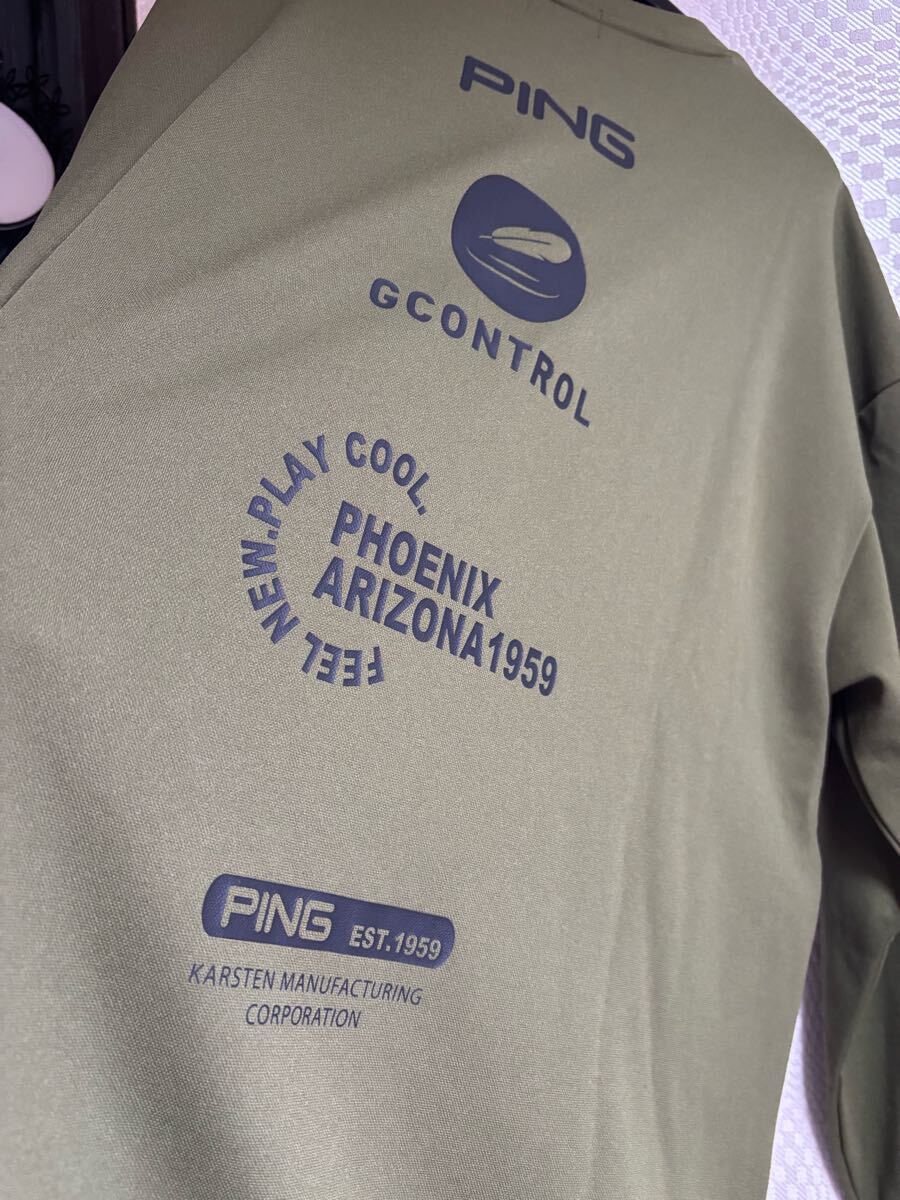 PING
GCONTROL
FEEL NEW.PLAY COOL.
PHOENIX
ARIZONA1959
PING EST.1959
KARSTEN MANUFACTURING
CORPORATION